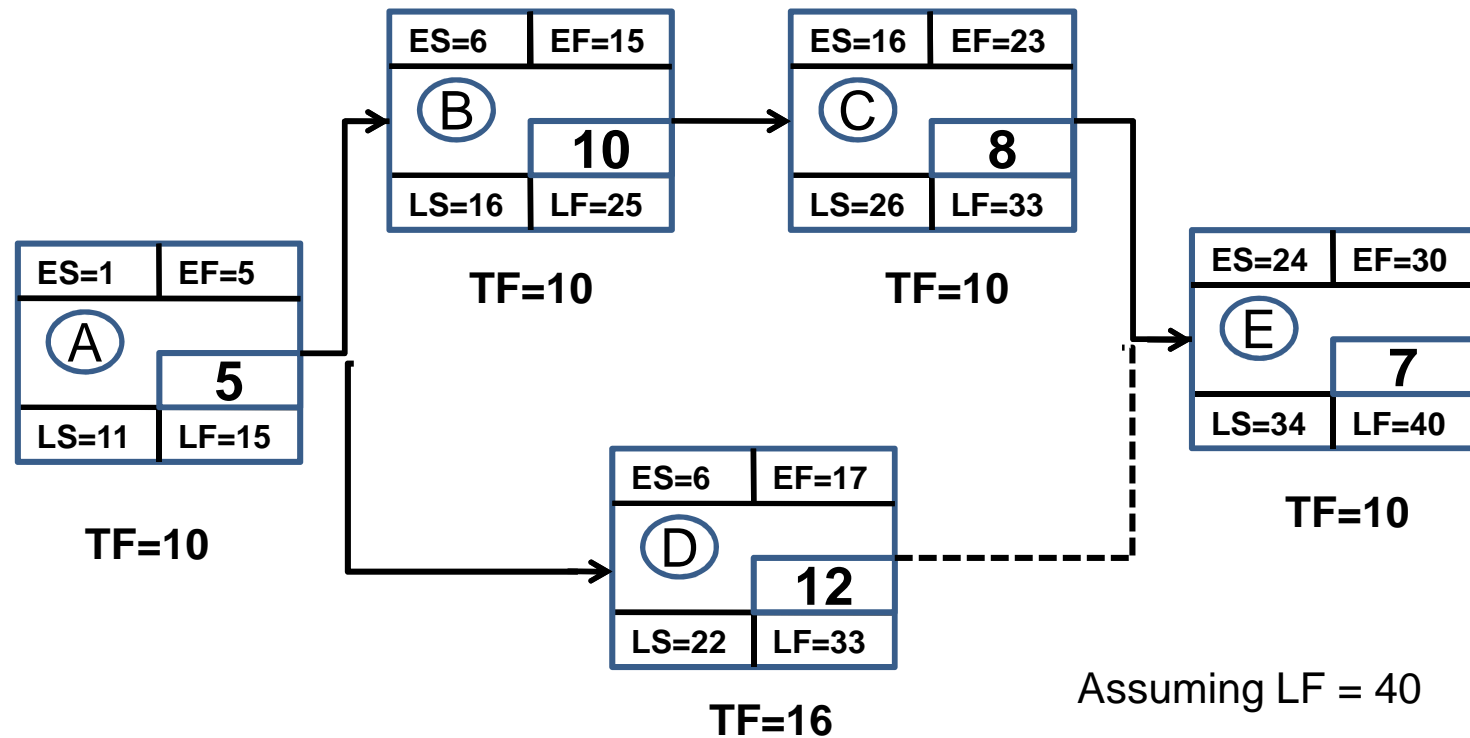 ES=6 EF=15
B
10
LS=16 LF=25
TF=10
ES=16 EF=23
C
8
LS=26 LF=33
TF=10
ES=1 EF=5
A
5
LS=11 LF=15
TF=10
ES=24 EF=30
E
7
LS=34 LF=40
TF=10
ES=6 EF=17
D
12
LS=22 LF=33
TF=16
Assuming LF = 40